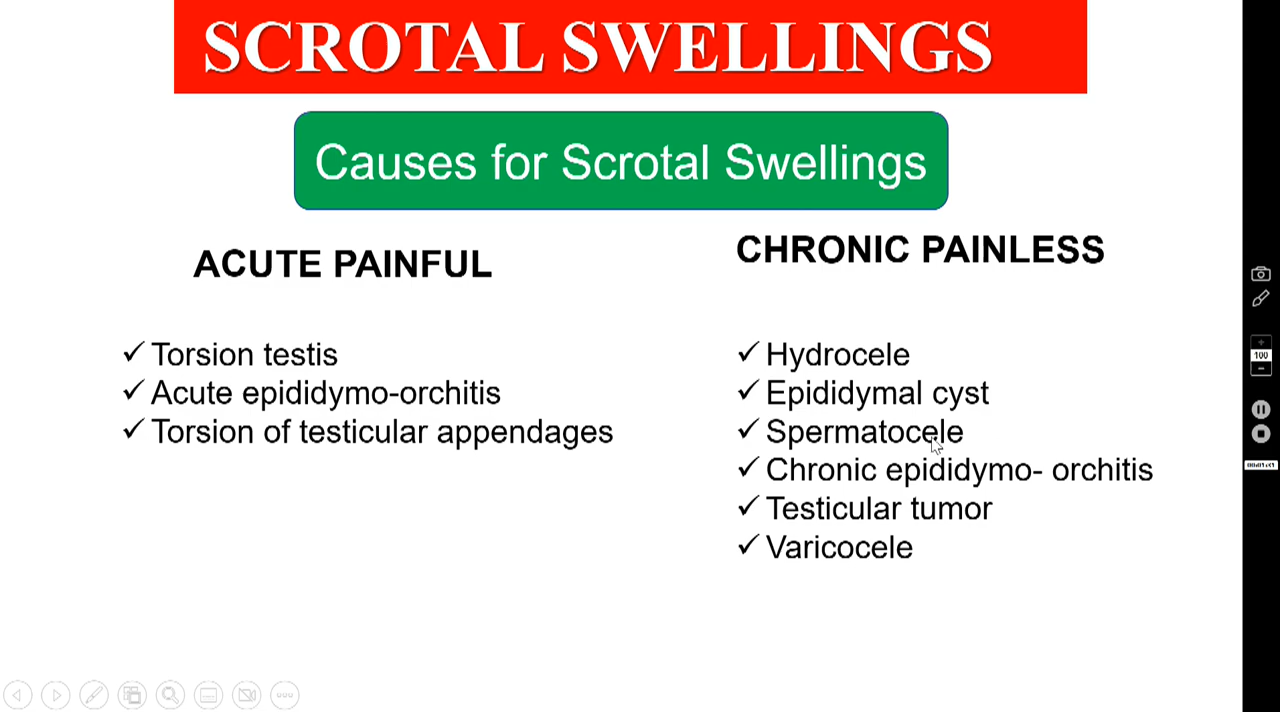 SCROTAL SWELLINGS
Causes for Scrotal Swellings
ACUTE PAINFUL
✓ Torsion testis
✓ Acute epididymo-orchitis
✓ Torsion of testicular appendages
CHRONIC PAINLESS
✓ Hydrocele
✓ Epididymal cyst
✓ Spermatocele
✓ Chronic epididymo- orchitis
✓ Testicular tumor
✓ Varicocele
100